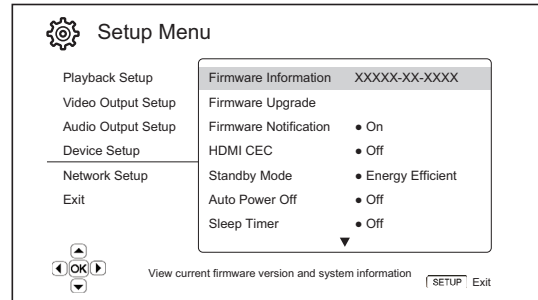 Setup Menu
Playback Setup
Video Output Setup
Audio Output Setup
Device Setup
Network Setup
Exit
Firmware Information XXXXX-XX-XXXX
Firmware Upgrade
Firmware Notification ● On
HDMI CEC ● Off
Standby Mode ● Energy Efficient
Auto Power Off ● Off
Sleep Timer ● Off
OK
View current firmware version and system information
SETUP Exit